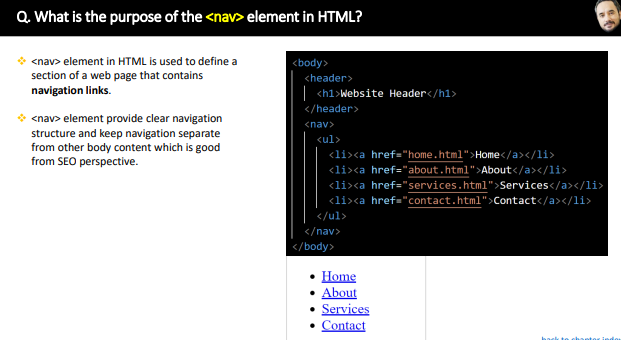 Q. What is the purpose of the <nav> element in HTML?
<nav> element in HTML is used to define a
section of a web page that contains
navigation links.
<nav> element provide clear navigation
structure and keep navigation separate
from other body content which is good
from SEO perspective.
<body>
<header>
<h1>Website Header</h1>
</header>
<nav>
<ul>
<li><a href="home.html">Home</a></li>
<li><a href="about.html">About</a></li>
<li><a href="services.html">Services</a></li>
<li><a href="contact.html">Contact</a></li>
</ul>
</nav>
</body>
Home
About
Services
Contact
back to chapter index